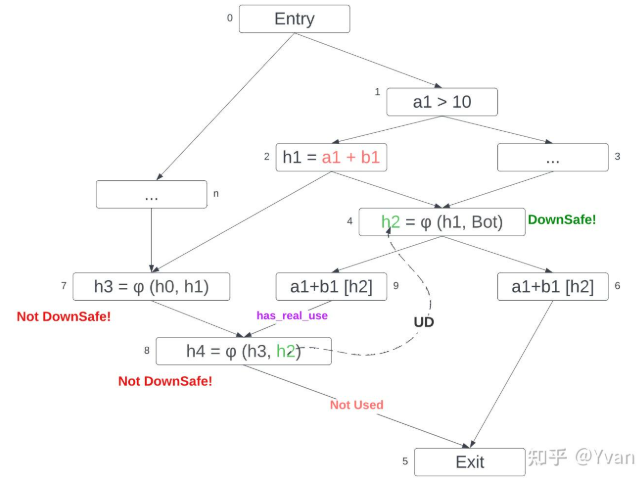 0 Entry
1 a1 > 10
2 h1 = a1 + b1
... 3
... n
4 h2 = φ (h1, Bot) DownSafe!
7 h3 = φ (h0, h1)
a1+b1 [h2] 9
a1+b1 [h2] 6
Not DownSafe!
has_real_use
UD
8 h4 = φ (h3, h2)
Not DownSafe!
Not Used
5 Exit
知乎 @Yvan